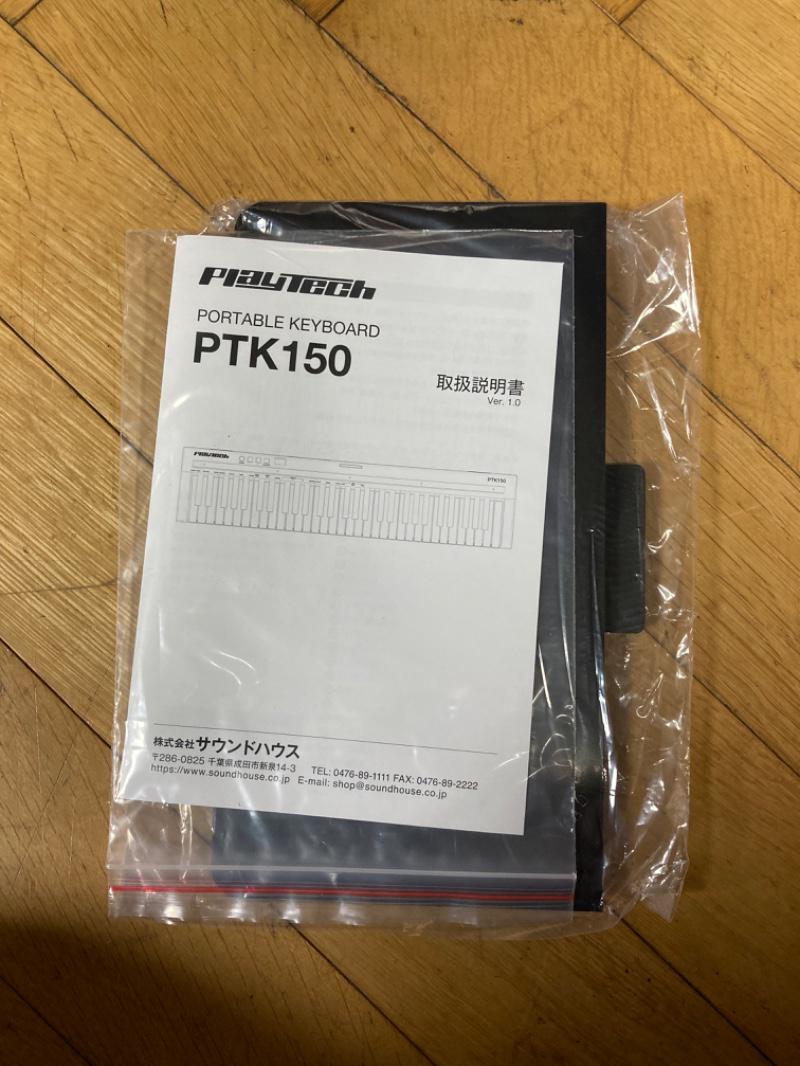 PLAYTECH
PORTABLE KEYBOARD
PTK150
取扱説明書
Ver. 1.0
PLAYTECH
PTK150
株式会社サウンドハウス
〒286-0825 千葉県成田市新泉14-3 TEL: 0476-89-1111 FAX: 0476-89-2222
https://www.soundhouse.co.jp E-mail: shop@soundhouse.co.jp